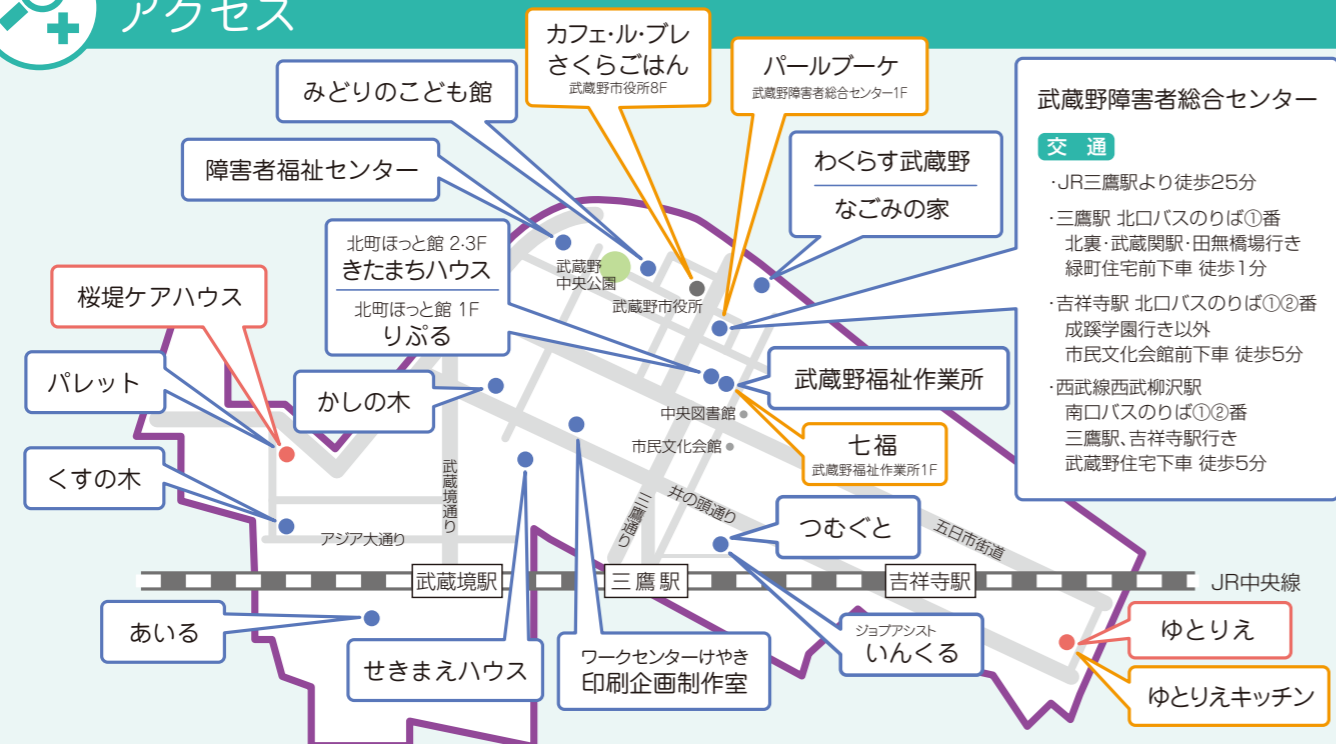 アクセス
カフェ・ル・ブレ
さくらごはん
武蔵野市役所8F
パールブーケ
武蔵野障害者総合センター1F
みどりのこども館
障害者福祉センター
わくらす武蔵野
なごみの家
武蔵野障害者総合センター
交通
・JR三鷹駅より徒歩25分
・三鷹駅 北口バスのりば①番
北裏・武蔵関駅・田無橋場行き
緑町住宅前下車 徒歩1分
・吉祥寺駅 北口バスのりば①②番
成蹊学園行き以外
市民文化会館前下車 徒歩5分
・西武線西武柳沢駅
南口バスのりば①②番
三鷹駅、吉祥寺駅行き
武蔵野住宅下車 徒歩5分
北町ほっと館 2・3F
きたまちハウス
北町ほっと館 1F
りぷる
武蔵野
中央公園
武蔵野市役所
桜堤ケアハウス
パレット
くすの木
かしの木
武蔵野福祉作業所
中央図書館
市民文化会館
七福
武蔵野福祉作業所1F
武蔵境通り
三鷹通り
井の頭通り
五日市街道
アジア大通り
つむぐと
武蔵境駅
三鷹駅
吉祥寺駅
JR中央線
あいる
せきまえハウス
ワークセンターけやき
印刷企画制作室
ジョブアシスト
いんくる
ゆとりえ
ゆとりえキッチン